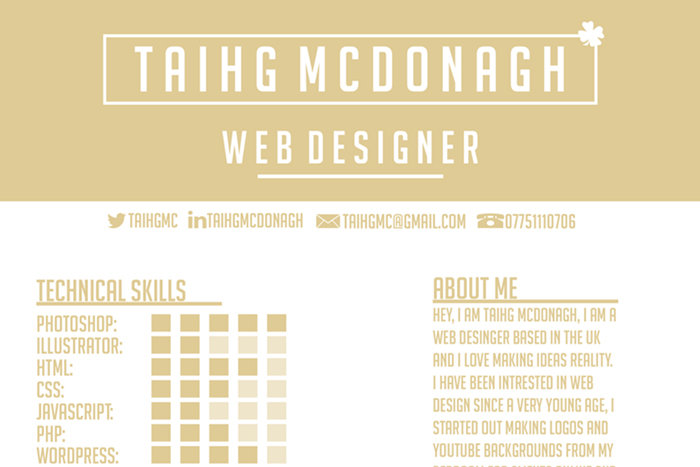 TAIHG MCDONAGH
WEB DESIGNER
TAIHGMC in TAIHGMCDONAGH TAIHGMC@GMAIL.COM 07751110706
TECHNICAL SKILLS
PHOTOSHOP:
ILLUSTRATOR:
HTML:
CSS:
JAVASCRIPT:
PHP:
WORDPRESS:
ABOUT ME
HEY, I AM TAIHG MCDONAGH, I AM A
WEB DESINGER BASED IN THE UK
AND I LOVE MAKING IDEAS REALITY.
I HAVE BEEN INTRESTED IN WEB
DESIGN SINCE A VERY YOUNG AGE, I
STARTED OUT MAKING LOGOS AND
YOUTUBE BACKGROUNDS FROM MY